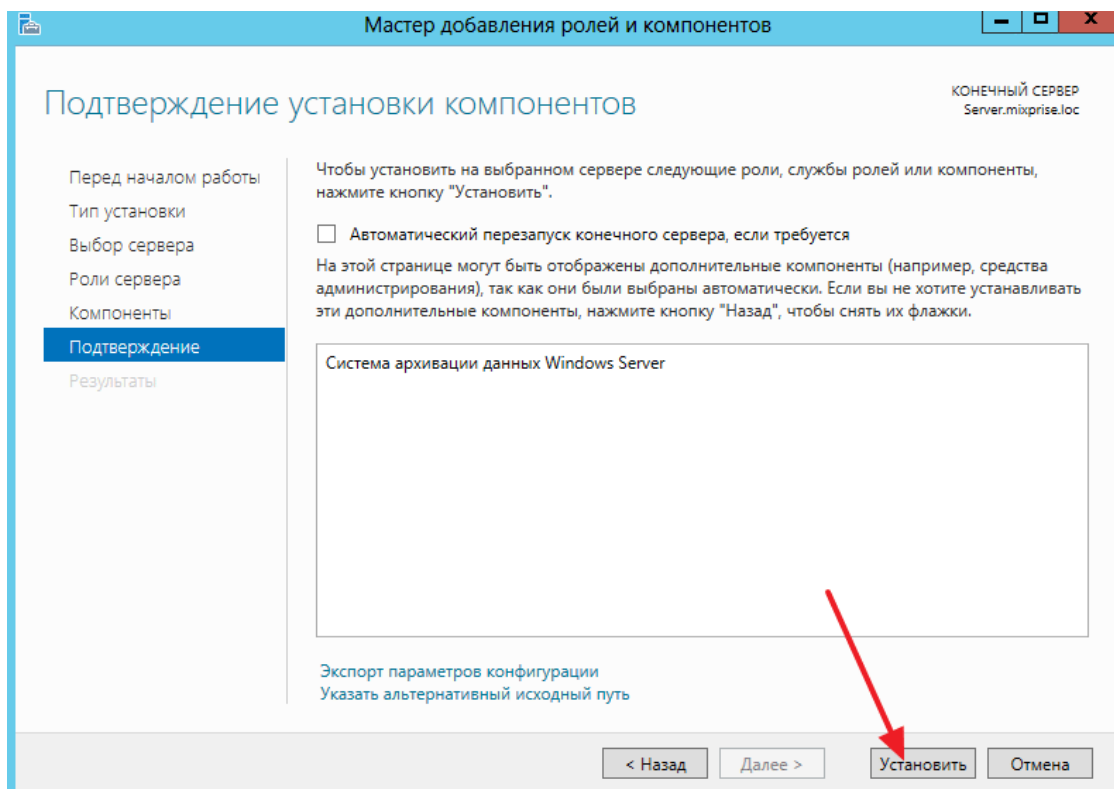 Мастер добавления ролей и компонентов
Подтверждение установки компонентов
КОНЕЧНЫЙ СЕРВЕР
Server.mixprise.loc
Перед началом работы
Тип установки
Выбор сервера
Роли сервера
Компоненты
Подтверждение
Результаты
Чтобы установить на выбранном сервере следующие роли, службы ролей или компоненты,
нажмите кнопку "Установить".
Автоматический перезапуск конечного сервера, если требуется
На этой странице могут быть отображены дополнительные компоненты (например, средства
администрирования), так как они были выбраны автоматически. Если вы не хотите устанавливать
эти дополнительные компоненты, нажмите кнопку "Назад", чтобы снять их флажки.
Система архивации данных Windows Server
Экспорт параметров конфигурации
Указать альтернативный исходный путь
< Назад
Далее >
Установить
Отмена